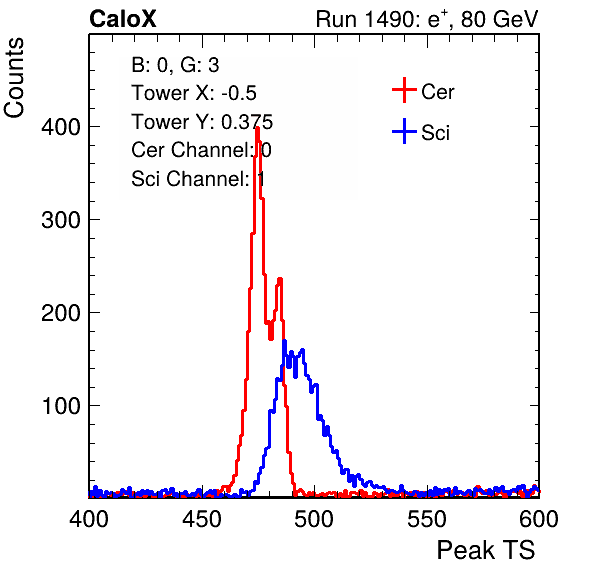 CaloX Run 1490: e+, 80 GeV
Counts
B: 0, G: 3
Tower X: -0.5
Tower Y: 0.375
Cer Channel: 0
Sci Channel: 1
Cer
Sci
400
300
200
100
400 450 500 550 600
Peak TS